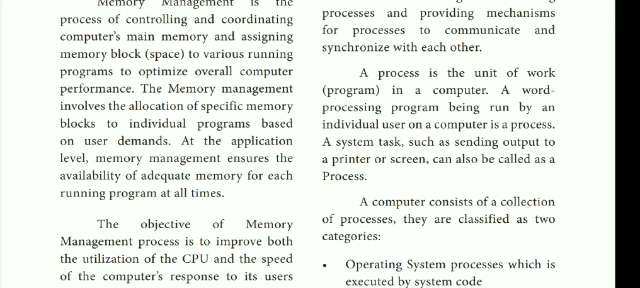 Memory Management is the
process of controlling and coordinating
computer's main memory and assigning
memory block (space) to various running
programs to optimize overall computer
performance. The Memory management
involves the allocation of specific memory
blocks to individual programs based
on user demands. At the application
level, memory management ensures the
availability of adequate memory for each
running program at all times.
The objective of Memory
Management process is to improve both
the utilization of the CPU and the speed
of the computer's response to its users
processes and providing mechanisms
for processes to communicate and
synchronize with each other.
A process is the unit of work
(program) in a computer. A word-
processing program being run by an
individual user on a computer is a process.
A system task, such as sending output to
a printer or screen, can also be called as a
Process.
A computer consists of a collection
of processes, they are classified as two
categories:
• Operating System processes which is
executed by system code